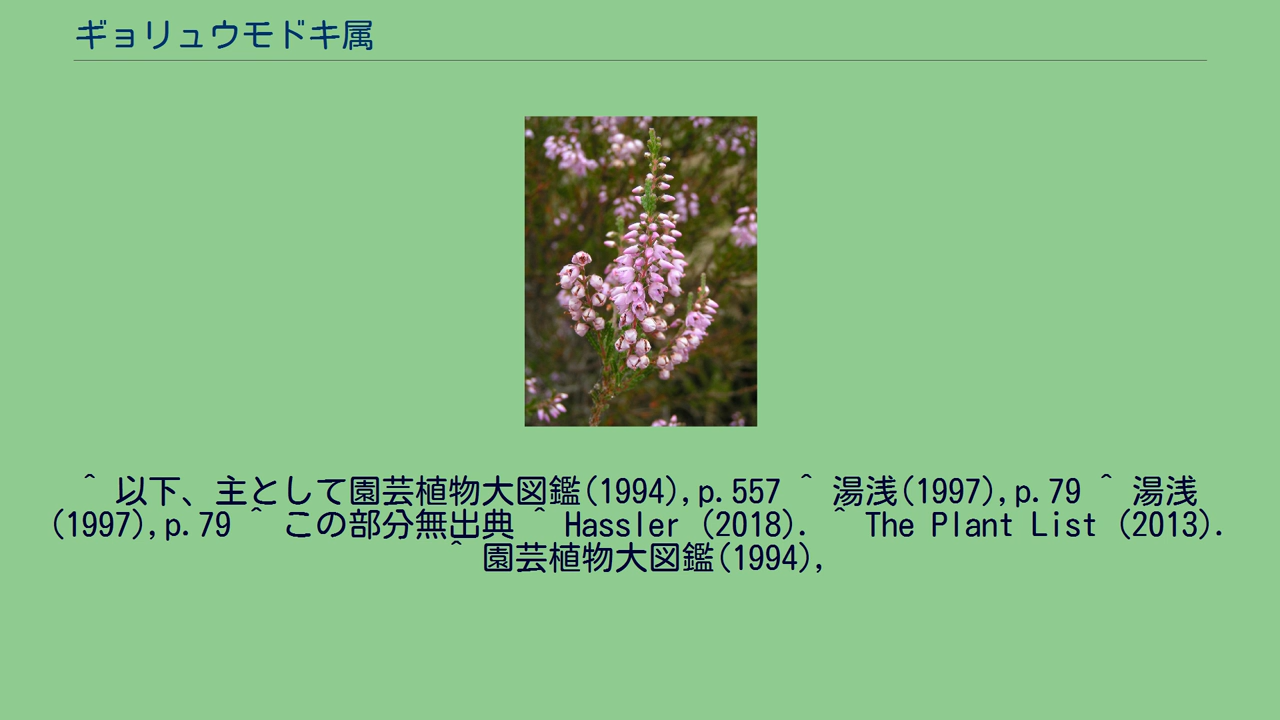 ギョリュウモドキ属
^ 以下、主として園芸植物大図鑑(1994),p.557 ^ 湯浅(1997),p.79 ^ 湯浅
(1997),p.79 ^ この部分無出典 ^ Hassler (2018). ^ The Plant List (2013).
^ 園芸植物大図鑑(1994),